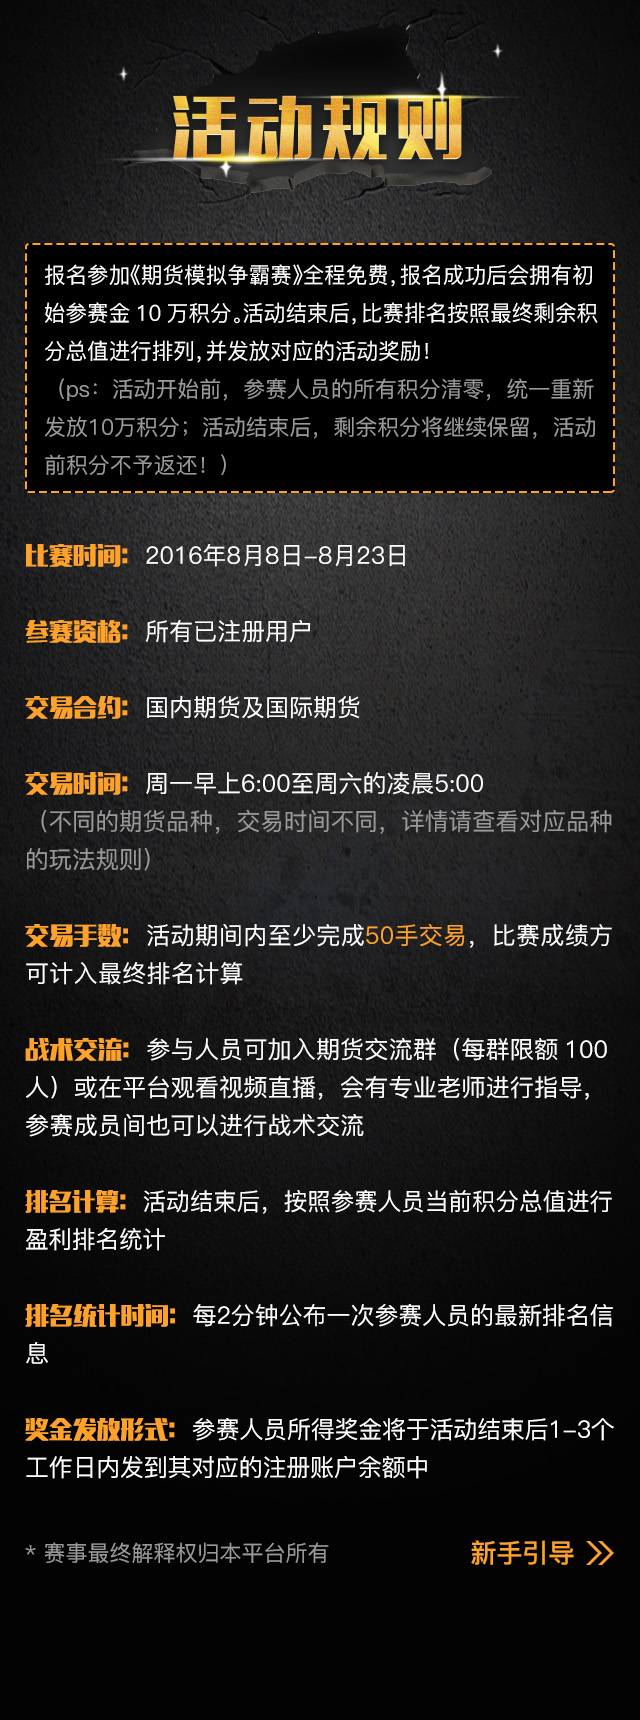 活动规则
报名参加《期货模拟争霸赛》全程免费，报名成功后会拥有初
始参赛金 10 万积分。活动结束后，比赛排名按照最终剩余积
分总值进行排列，并发放对应的活动奖励！
（ps：活动开始前，参赛人员的所有积分清零，统一重新
发放10万积分；活动结束后，剩余积分将继续保留，活动
前积分不予返还！）
比赛时间：2016年8月8日-8月23日
参赛资格：所有已注册用户
交易合约：国内期货及国际期货
交易时间：周一早上6:00至周六的凌晨5:00
（不同的期货品种，交易时间不同，详情请查看对应品种
的玩法规则）
交易手数：活动期间内至少完成50手交易，比赛成绩方
可计入最终排名计算
战术交流：参与人员可加入期货交流群（每群限额 100
人）或在平台观看视频直播，会有专业老师进行指导，
参赛成员间也可以进行战术交流
排名计算：活动结束后，按照参赛人员当前积分总值进行
盈利排名统计
排名统计时间：每2分钟公布一次参赛人员的最新排名信
息
奖金发放形式：参赛人员所得奖金将于活动结束后1-3个
工作日内发到其对应的注册账户余额中
* 赛事最终解释权归本平台所有
新手引导 》